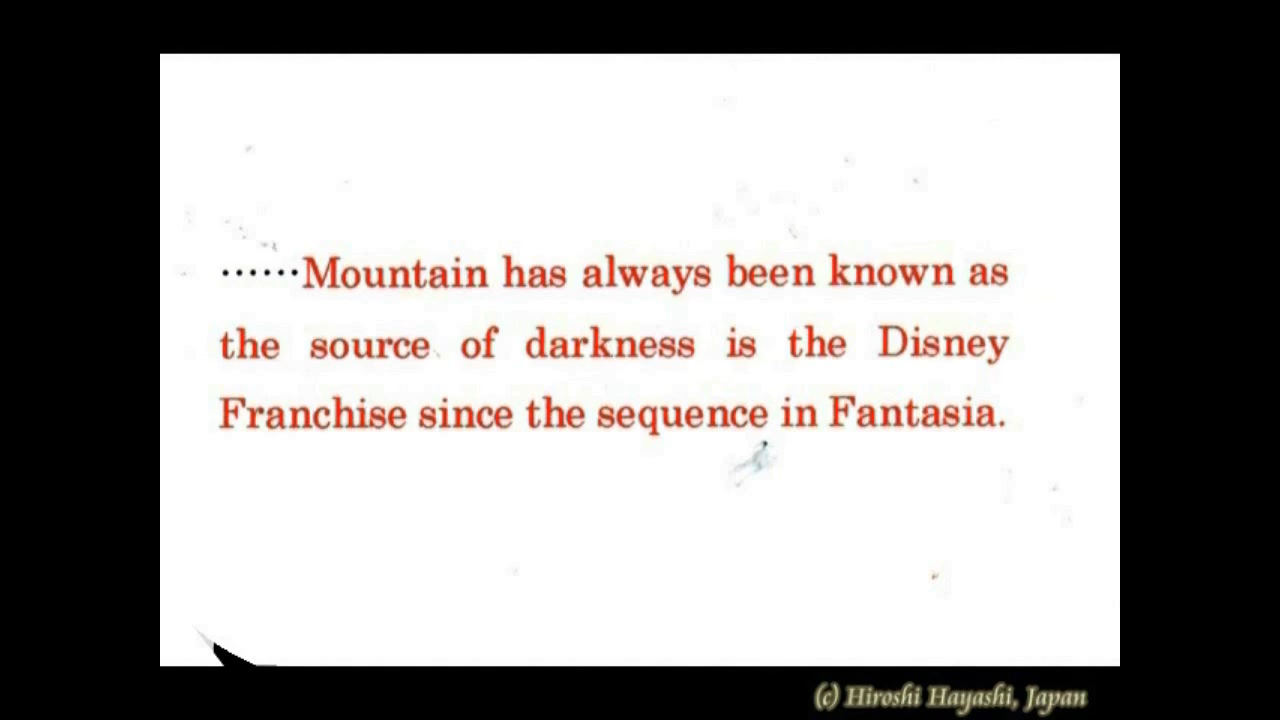 ······Mountain has always been known as
the source of darkness is the Disney
Franchise since the sequence in Fantasia.
(c) Hiroshi Hayashi, Japan